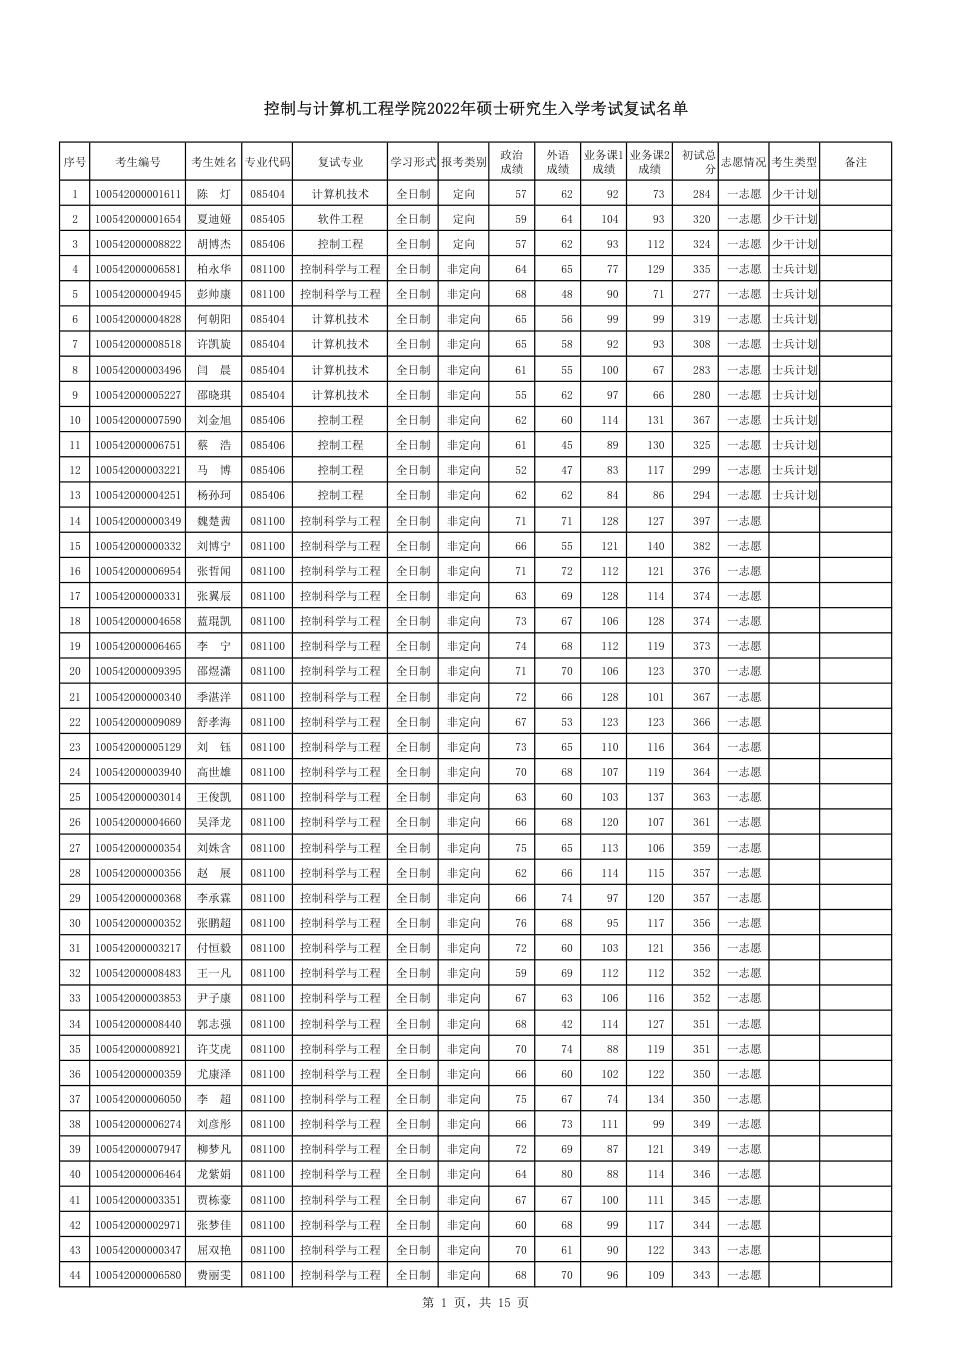 控制与计算机工程学院2022年硕士研究生入学考试复试名单
序号 考生编号 考生姓名 专业代码 复试专业 学习形式 报考类别 政治成绩 外语成绩 业务课1成绩 业务课2成绩 初试总分 志愿情况 考生类型 备注
1 100542000001611 陈 灯 085404 计算机技术 全日制 定向 57 62 92 73 284 一志愿 少干计划
2 100542000001654 夏迪娅 085405 软件工程 全日制 定向 59 64 104 93 320 一志愿 少干计划
3 100542000008822 胡博杰 085406 控制工程 全日制 定向 57 62 93 112 324 一志愿 少干计划
4 100542000006581 柏永华 081100 控制科学与工程 全日制 非定向 64 65 77 129 335 一志愿 士兵计划
5 100542000004945 彭帅康 081100 控制科学与工程 全日制 非定向 68 48 90 71 277 一志愿 士兵计划
6 100542000004828 何朝阳 085404 计算机技术 全日制 非定向 65 56 99 99 319 一志愿 士兵计划
7 100542000008518 许凯旋 085404 计算机技术 全日制 非定向 65 58 92 93 308 一志愿 士兵计划
8 100542000003496 闫 晨 085404 计算机技术 全日制 非定向 61 55 100 67 283 一志愿 士兵计划
9 100542000005227 邵晓琪 085404 计算机技术 全日制 非定向 55 62 97 66 280 一志愿 士兵计划
10 100542000007590 刘金旭 085406 控制工程 全日制 非定向 62 60 114 131 367 一志愿 士兵计划
11 100542000006751 蔡 浩 085406 控制工程 全日制 非定向 61 45 89 130 325 一志愿 士兵计划
12 100542000003221 马 博 085406 控制工程 全日制 非定向 52 47 83 117 299 一志愿 士兵计划
13 100542000004251 杨孙珂 085406 控制工程 全日制 非定向 62 62 84 86 294 一志愿 士兵计划
14 100542000000349 魏楚茜 081100 控制科学与工程 全日制 非定向 71 71 128 127 397 一志愿
15 100542000000332 刘博宁 081100 控制科学与工程 全日制 非定向 66 55 121 140 382 一志愿
16 100542000006954 张哲闻 081100 控制科学与工程 全日制 非定向 71 72 112 121 376 一志愿
17 100542000000331 张翼辰 081100 控制科学与工程 全日制 非定向 63 69 128 114 374 一志愿
18 100542000004658 蓝琨凯 081100 控制科学与工程 全日制 非定向 73 67 106 128 374 一志愿
19 100542000006465 李 宁 081100 控制科学与工程 全日制 非定向 74 68 112 119 373 一志愿
20 100542000009395 邵煜潇 081100 控制科学与工程 全日制 非定向 71 70 106 123 370 一志愿
21 100542000000340 季湛洋 081100 控制科学与工程 全日制 非定向 72 66 128 101 367 一志愿
22 100542000009089 舒孝海 081100 控制科学与工程 全日制 非定向 67 53 123 123 366 一志愿
23 100542000005129 刘 钰 081100 控制科学与工程 全日制 非定向 73 65 110 116 364 一志愿
24 100542000003940 高世雄 081100 控制科学与工程 全日制 非定向 70 68 107 119 364 一志愿
25 100542000003014 王俊凯 081100 控制科学与工程 全日制 非定向 63 60 103 137 363 一志愿
26 100542000004660 吴泽龙 081100 控制科学与工程 全日制 非定向 66 68 120 107 361 一志愿
27 100542000000354 刘姝含 081100 控制科学与工程 全日制 非定向 75 65 113 106 359 一志愿
28 100542000000356 赵 展 081100 控制科学与工程 全日制 非定向 62 66 114 115 357 一志愿
29 100542000000368 李承霖 081100 控制科学与工程 全日制 非定向 66 74 97 120 357 一志愿
30 100542000000352 张鹏超 081100 控制科学与工程 全日制 非定向 76 68 95 117 356 一志愿
31 100542000003217 付恒毅 081100 控制科学与工程 全日制 非定向 72 60 103 121 356 一志愿
32 100542000008483 王一凡 081100 控制科学与工程 全日制 非定向 59 69 112 112 352 一志愿
33 100542000003853 尹子康 081100 控制科学与工程 全日制 非定向 67 63 106 116 352 一志愿
34 100542000008440 郭志强 081100 控制科学与工程 全日制 非定向 68 42 114 127 351 一志愿
35 100542000008921 许艾虎 081100 控制科学与工程 全日制 非定向 70 74 88 119 351 一志愿
36 100542000000359 尤康泽 081100 控制科学与工程 全日制 非定向 66 60 102 122 350 一志愿
37 100542000006050 李 超 081100 控制科学与工程 全日制 非定向 75 67 74 134 350 一志愿
38 100542000006274 刘彦彤 081100 控制科学与工程 全日制 非定向 66 73 111 99 349 一志愿
39 100542000007947 柳梦凡 081100 控制科学与工程 全日制 非定向 72 69 87 121 349 一志愿
40 100542000006464 龙紫娟 081100 控制科学与工程 全日制 非定向 64 80 88 114 346 一志愿
41 100542000003351 贾栋豪 081100 控制科学与工程 全日制 非定向 67 67 100 111 345 一志愿
42 100542000002971 张梦佳 081100 控制科学与工程 全日制 非定向 60 68 99 117 344 一志愿
43 100542000000347 屈双艳 081100 控制科学与工程 全日制 非定向 70 61 90 122 343 一志愿
44 100542000006580 费丽雯 081100 控制科学与工程 全日制 非定向 68 70 96 109 343 一志愿
第 1 页，共 15 页